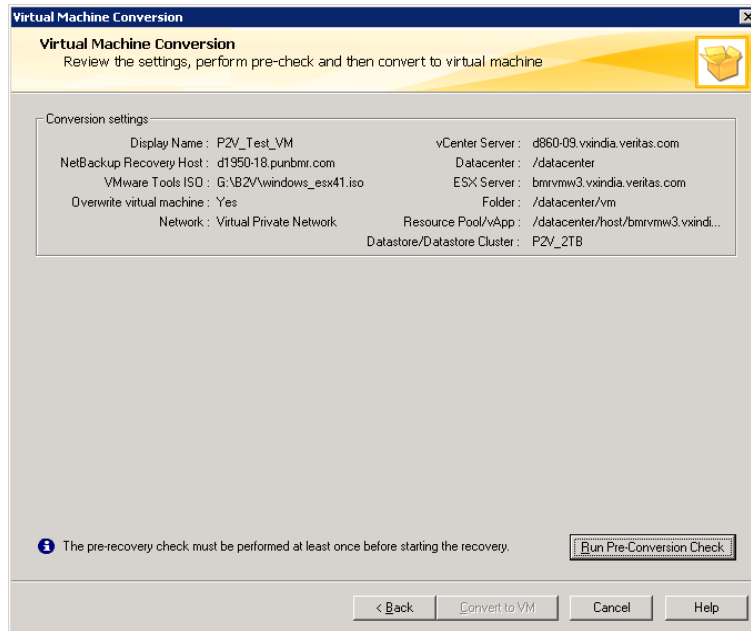 Virtual Machine Conversion
Virtual Machine Conversion
Review the settings, perform pre-check and then convert to virtual machine
Conversion settings
Display Name : P2V_Test_VM
NetBackup Recovery Host : d1950-18.punbmr.com
VMware Tools ISO : G:\B2V\windows_esx41.iso
Overwrite virtual machine : Yes
Network : Virtual Private Network
vCenter Server : d860-09.vxindia.veritas.com
Datacenter : /datacenter
ESX Server : bmrvmw3.vxindia.veritas.com
Folder : /datacenter/vm
Resource Pool/vApp : /datacenter/host/bmrvmw3.vxindi...
Datastore/Datastore Cluster : P2V_2TB
The pre-recovery check must be performed at least once before starting the recovery.
Run Pre-Conversion Check
< Back
Convert to VM
Cancel
Help